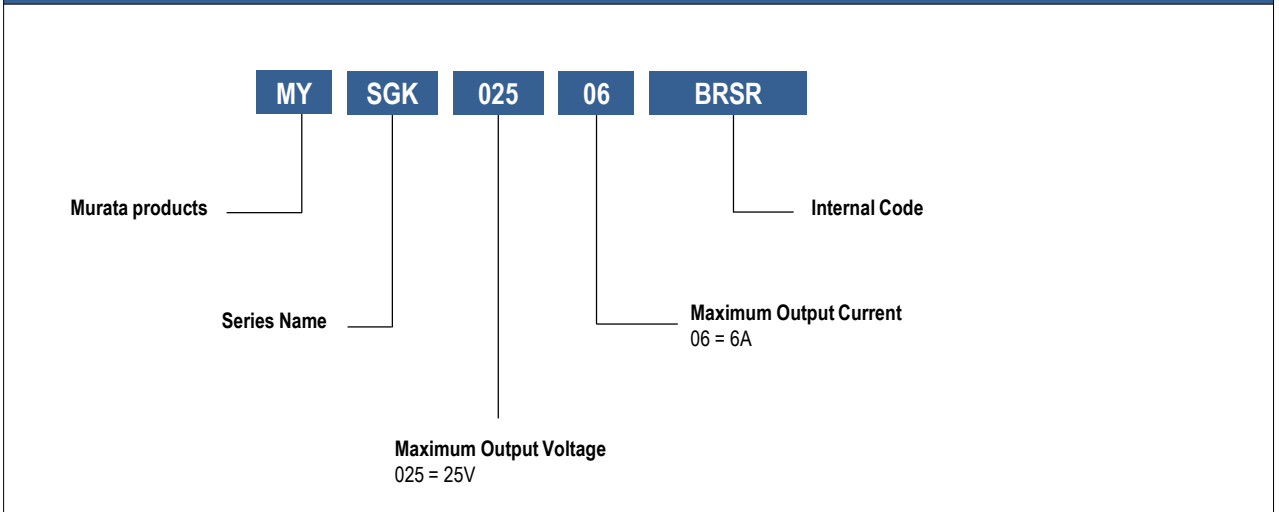 MY SGK 025 06 BRSR
Murata products
Internal Code
Series Name
Maximum Output Current
06 = 6A
Maximum Output Voltage
025 = 25V